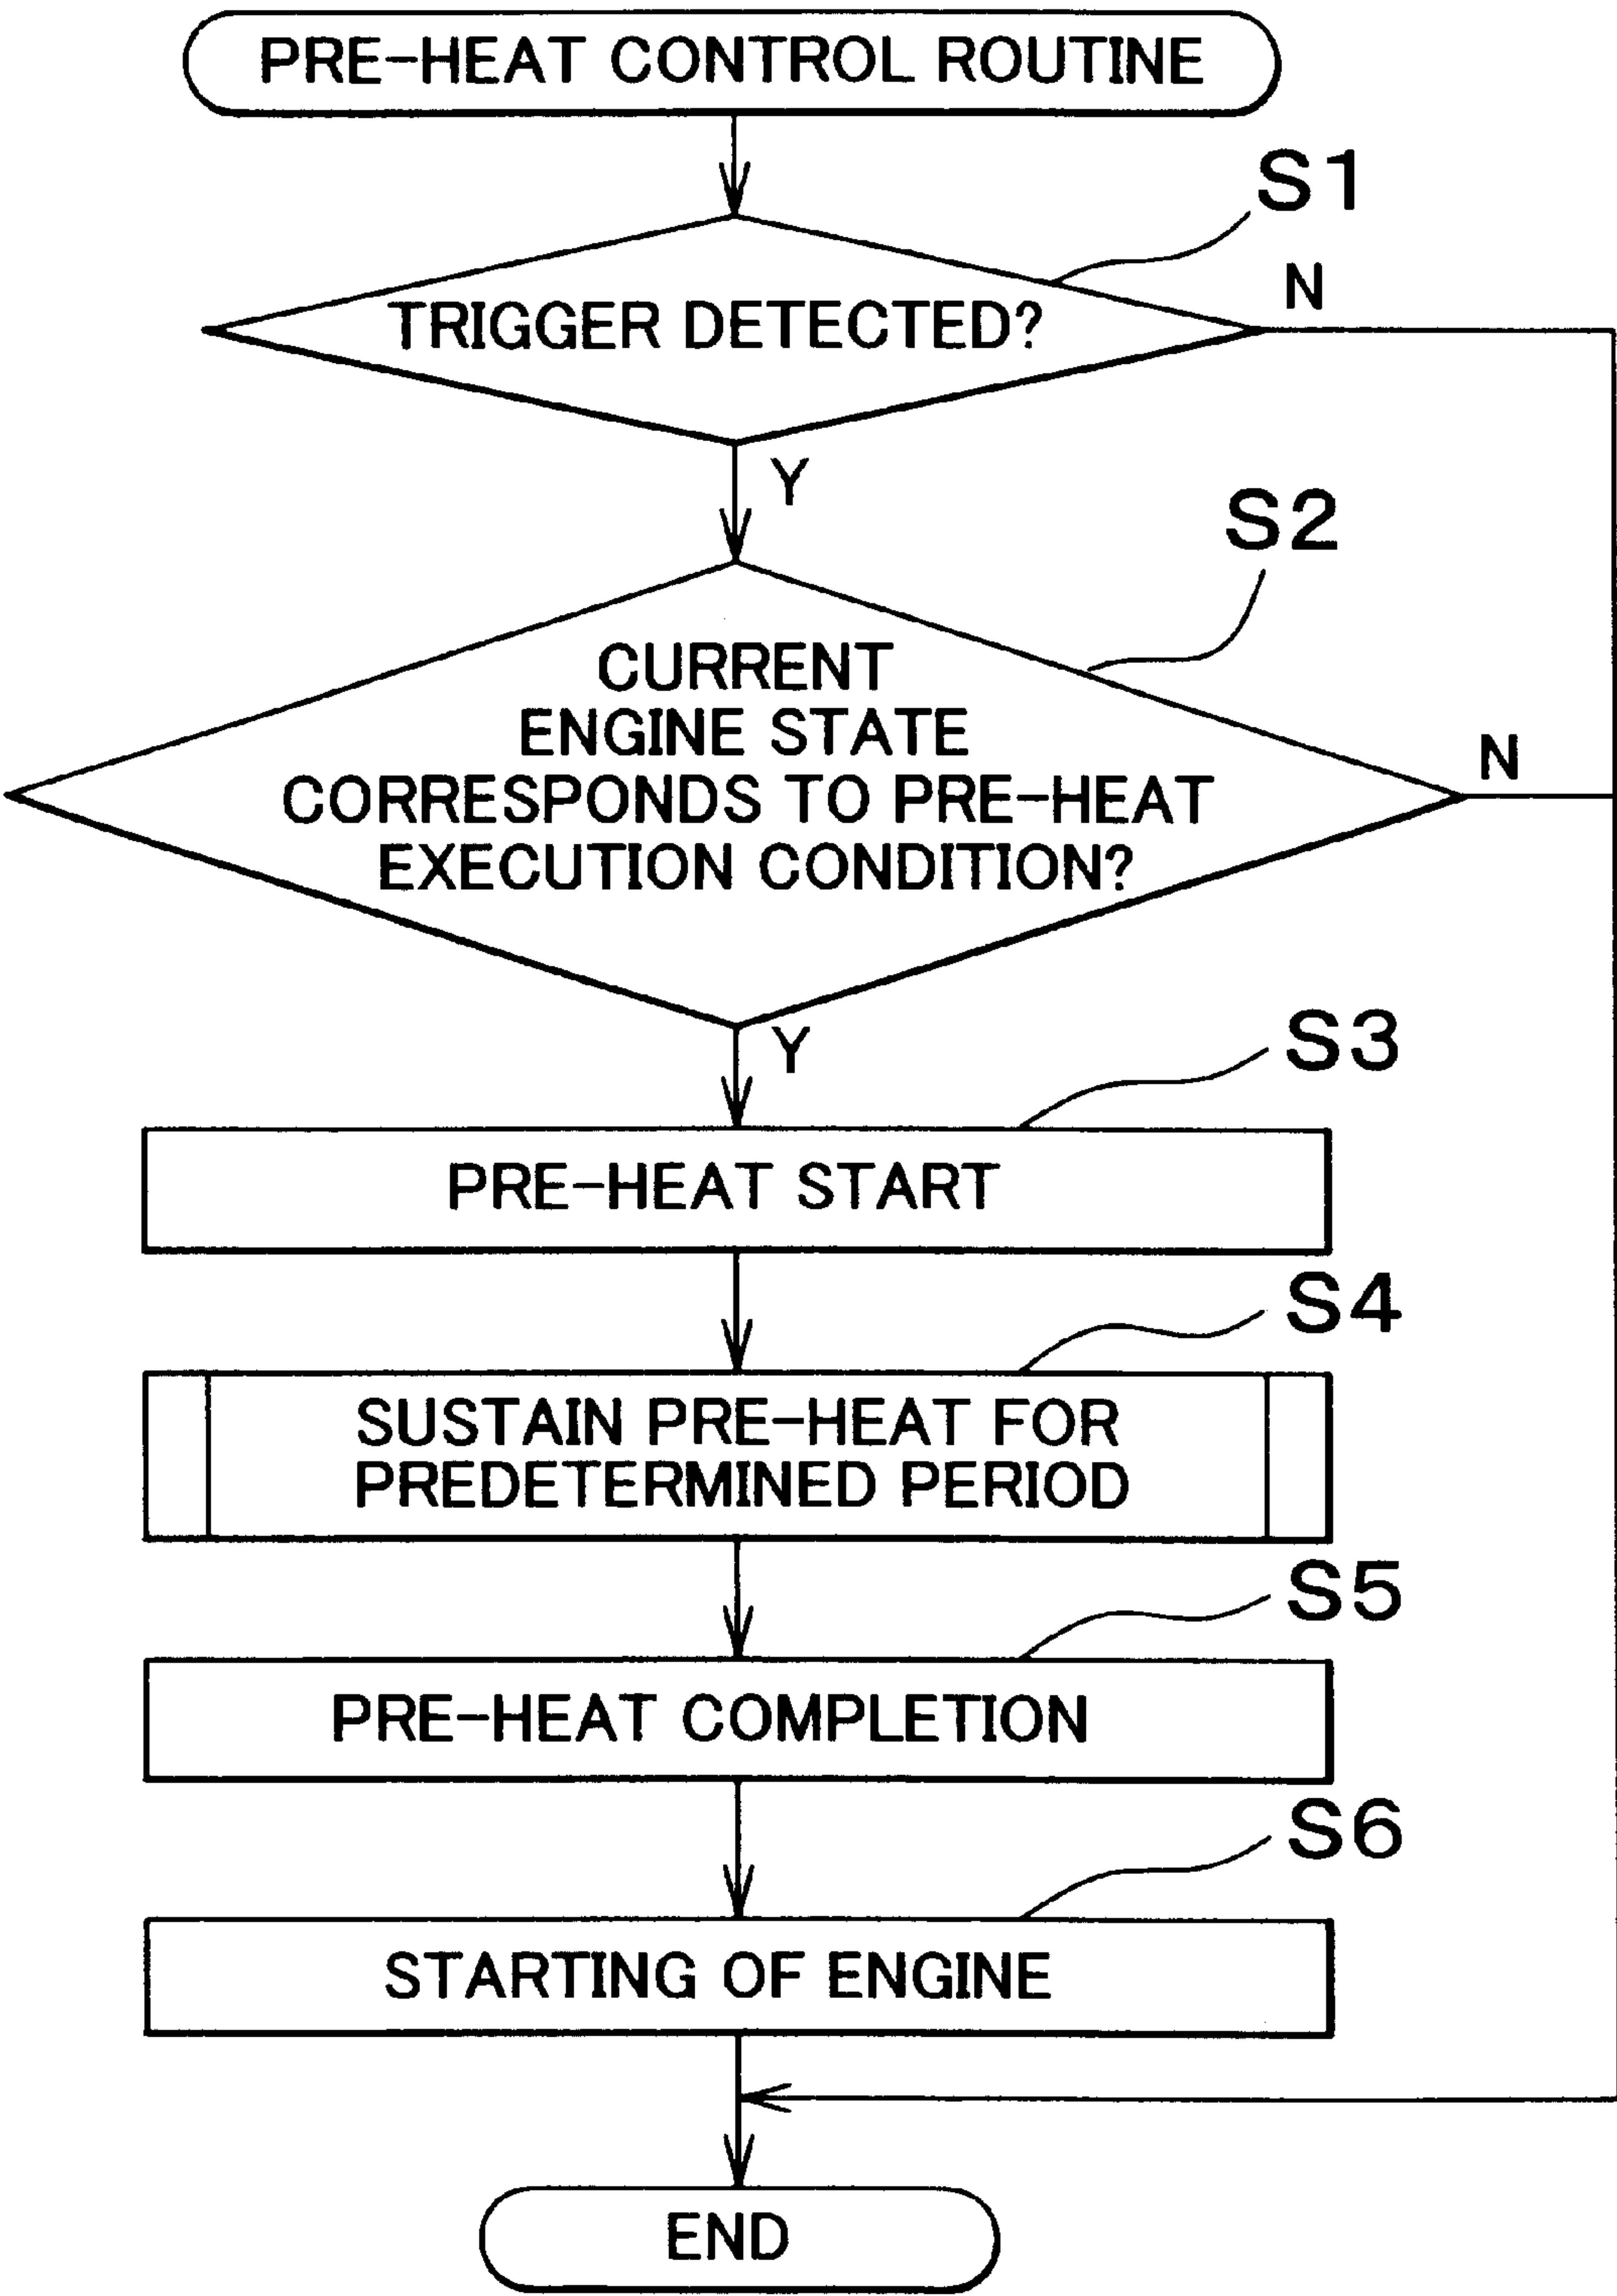 PRE-HEAT CONTROL ROUTINE
S1
TRIGGER DETECTED?
N
Y
S2
CURRENT
ENGINE STATE
CORRESPONDS TO PRE-HEAT
EXECUTION CONDITION?
N
Y
S3
PRE-HEAT START
S4
SUSTAIN PRE-HEAT FOR
PREDETERMINED PERIOD
S5
PRE-HEAT COMPLETION
S6
STARTING OF ENGINE
END